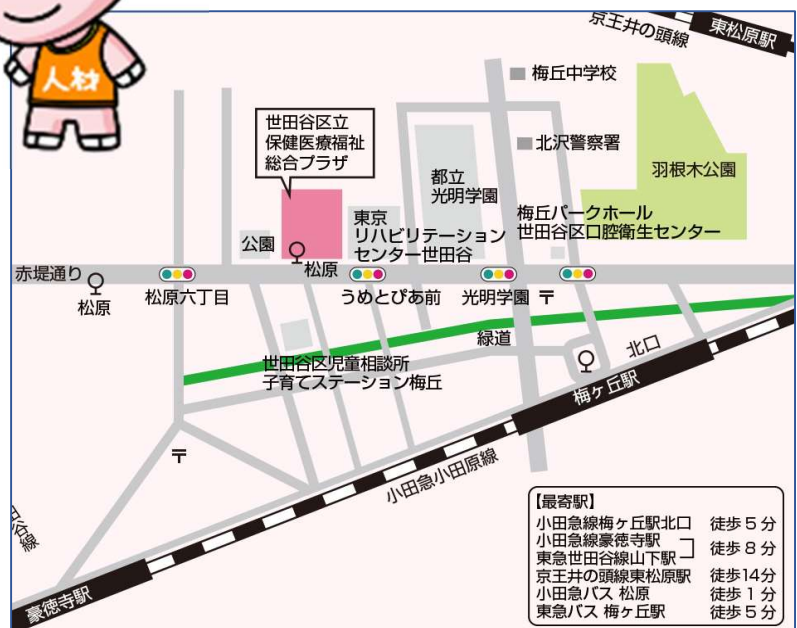 人材
京王井の頭線
東松原駅
梅丘中学校
世田谷区立
保健医療福祉
総合プラザ
北沢警察署
都立
光明学園
羽根木公園
公園
松原
東京
リハビリテーション
センター世田谷
梅丘パークホール
世田谷区口腔衛生センター
赤堤通り
松原
松原六丁目
うめとぴあ前
光明学園
〒
世田谷区児童相談所
子育てステーション梅丘
緑道
北口
梅ヶ丘駅
〒
小田急小田原線
田谷線
豪徳寺駅
【最寄駅】
小田急線梅ヶ丘駅北口 徒歩5分
小田急線豪徳寺駅
東急世田谷線山下駅 徒歩8分
京王井の頭線東松原駅 徒歩14分
小田急バス 松原 徒歩1分
東急バス 梅ヶ丘駅 徒歩5分